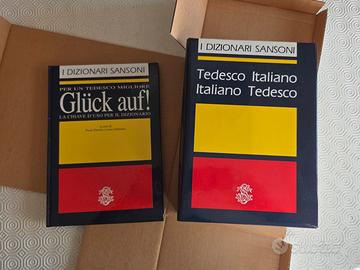 I DIZIONARI SANSONI
PER UN TEDESCO MIGLIORE
Glück auf!
LA CHIAVE D'USO PER IL DIZIONARIO
I DIZIONARI SANSONI
Tedesco Italiano
Italiano Tedesco